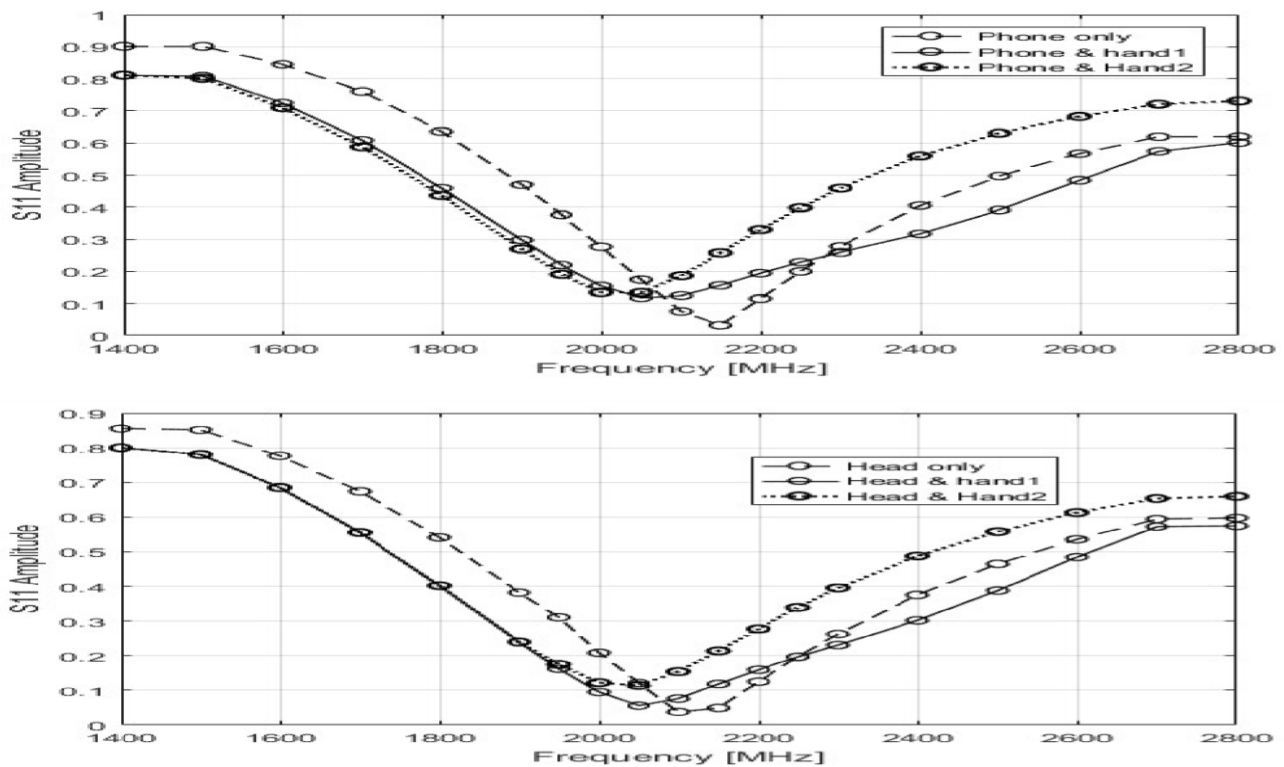 1
0.9
0.8
0.7
0.6
0.5
0.4
0.3
0.2
0.1
0
S11 Amplitude
Phone only
Phone & hand1
Phone & Hand2
1400 1600 1800 2000 2200 2400 2600 2800
Frequency [MHz]
0.9
0.8
0.7
0.6
0.5
0.4
0.3
0.2
0.1
0
S11 Amplitude
Head only
Head & hand1
Head & Hand2
1400 1600 1800 2000 2200 2400 2600 2800
Frequency [MHz]